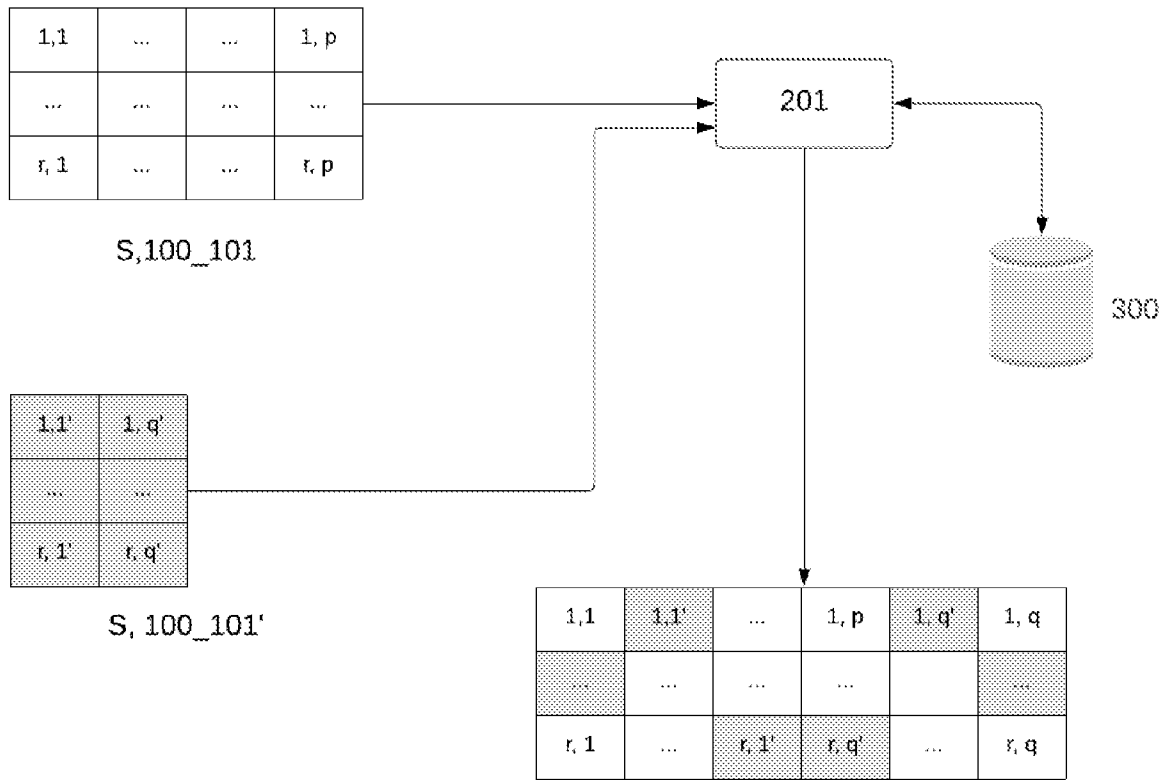 1,1 ... ... 1, p
... ... ... ...
r, 1 ... ... r, p
S,100_101
201
300
1,1' 1, q'
... ...
r, 1' r, q'
S, 100_101'
1,1 1,1' ... 1, p 1, q' 1, q
... ... ... ... ...
r, 1 ... r, 1' r, q' ... r, q